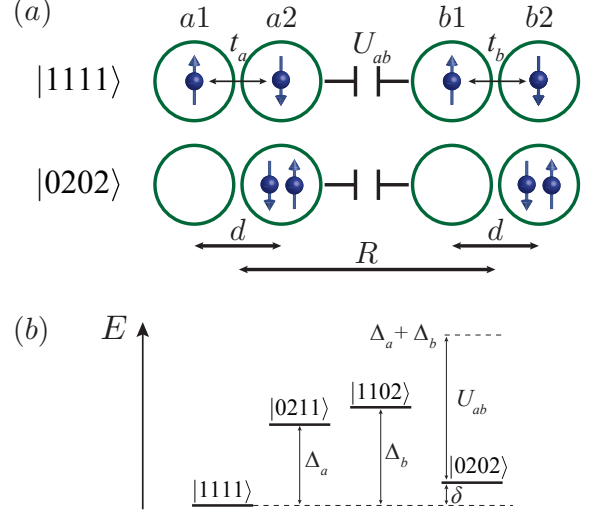 (a) a1 a2 b1 b2
|1111⟩ t_a U_ab t_b
|0202⟩
d d
R
(b) E
Δ_a + Δ_b
|1102⟩
|0211⟩
U_ab
Δ_a Δ_b
|0202⟩
|1111⟩ δ